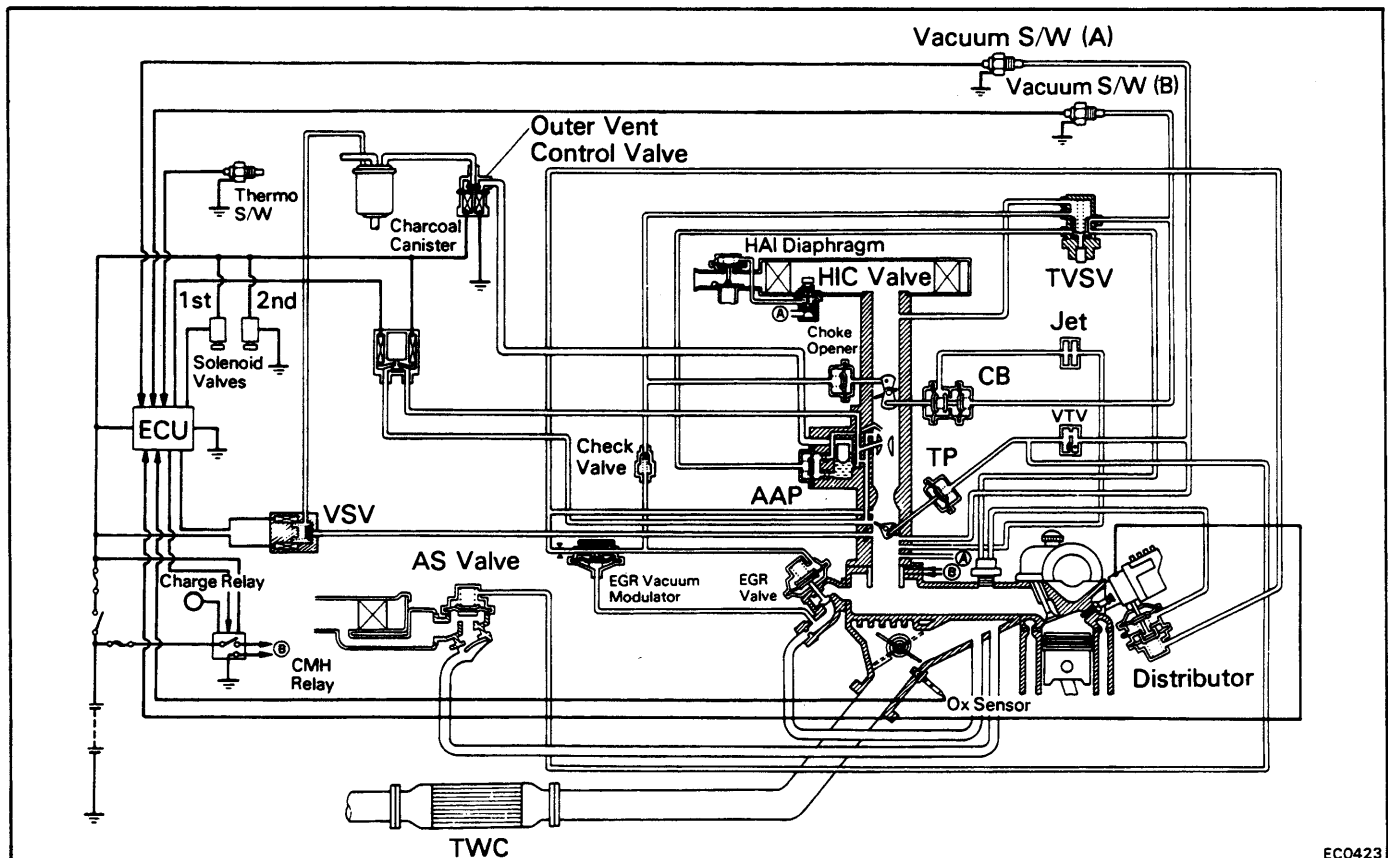 Vacuum S/W (A)
Vacuum S/W (B)
Outer Vent
Control Valve
Thermo
S/W
Charcoal
Canister
HAI Diaphragm
HIC Valve
TVSV
A
1st
2nd
Solenoid
Valves
Choke
Opener
Jet
CB
VTV
ECU
Check
Valve
TP
AAP
VSV
AS Valve
EGR Vacuum
Modulator
EGR
Valve
A
B
Charge Relay
B
CMH
Relay
Distributor
Ox Sensor
TWC
EC0423